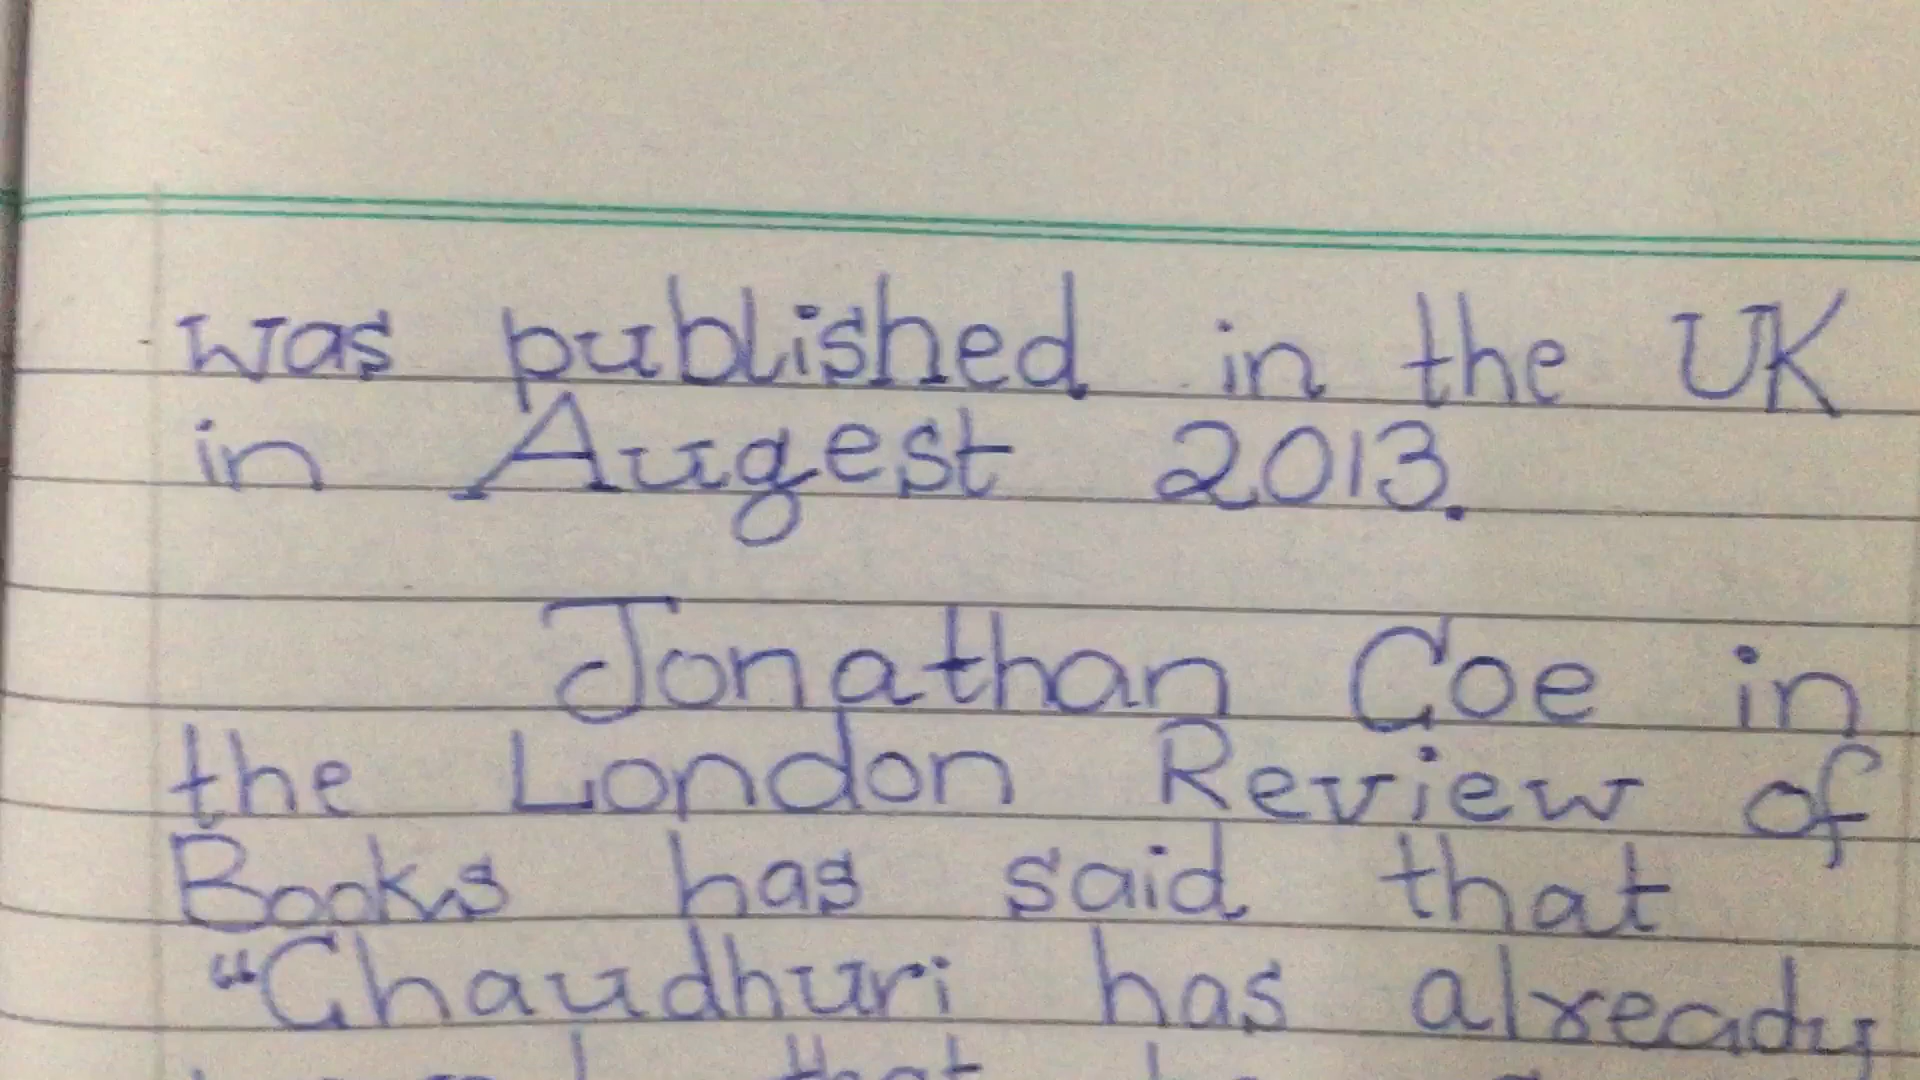 was published in the UK
in Augest 2013.
Jonathan Coe in
the London Review of
Books has said that
“Chaudhuri has already
that